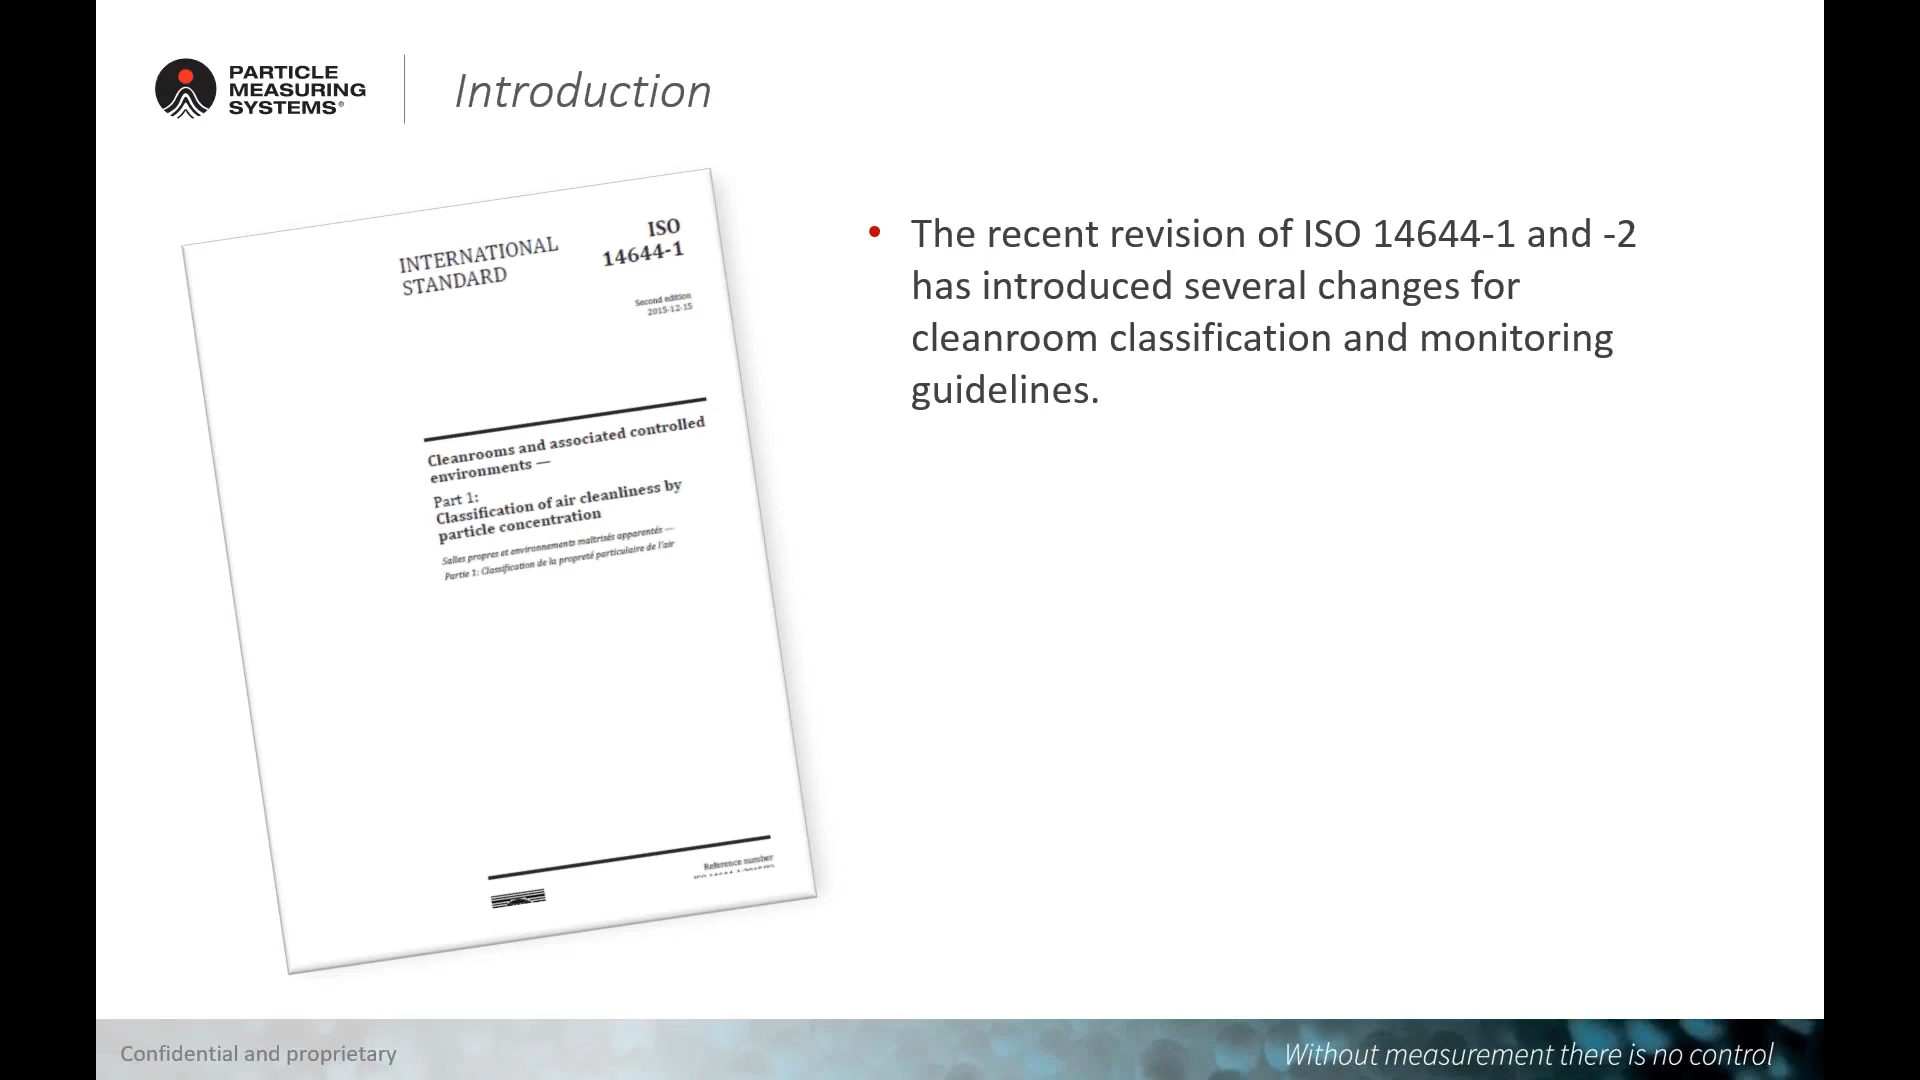 PARTICLE
MEASURING
SYSTEMS®
Introduction
INTERNATIONAL
STANDARD
ISO
14644-1
Second edition
2015-12-15
Cleanrooms and associated controlled
environments —
Part 1:
Classification of air cleanliness by
particle concentration
Salles propres et environnements maîtrisés apparentés —
Partie 1: Classification de la propreté particulaire de l'air
Reference number
• The recent revision of ISO 14644-1 and -2
has introduced several changes for
cleanroom classification and monitoring
guidelines.
Confidential and proprietary
Without measurement there is no control